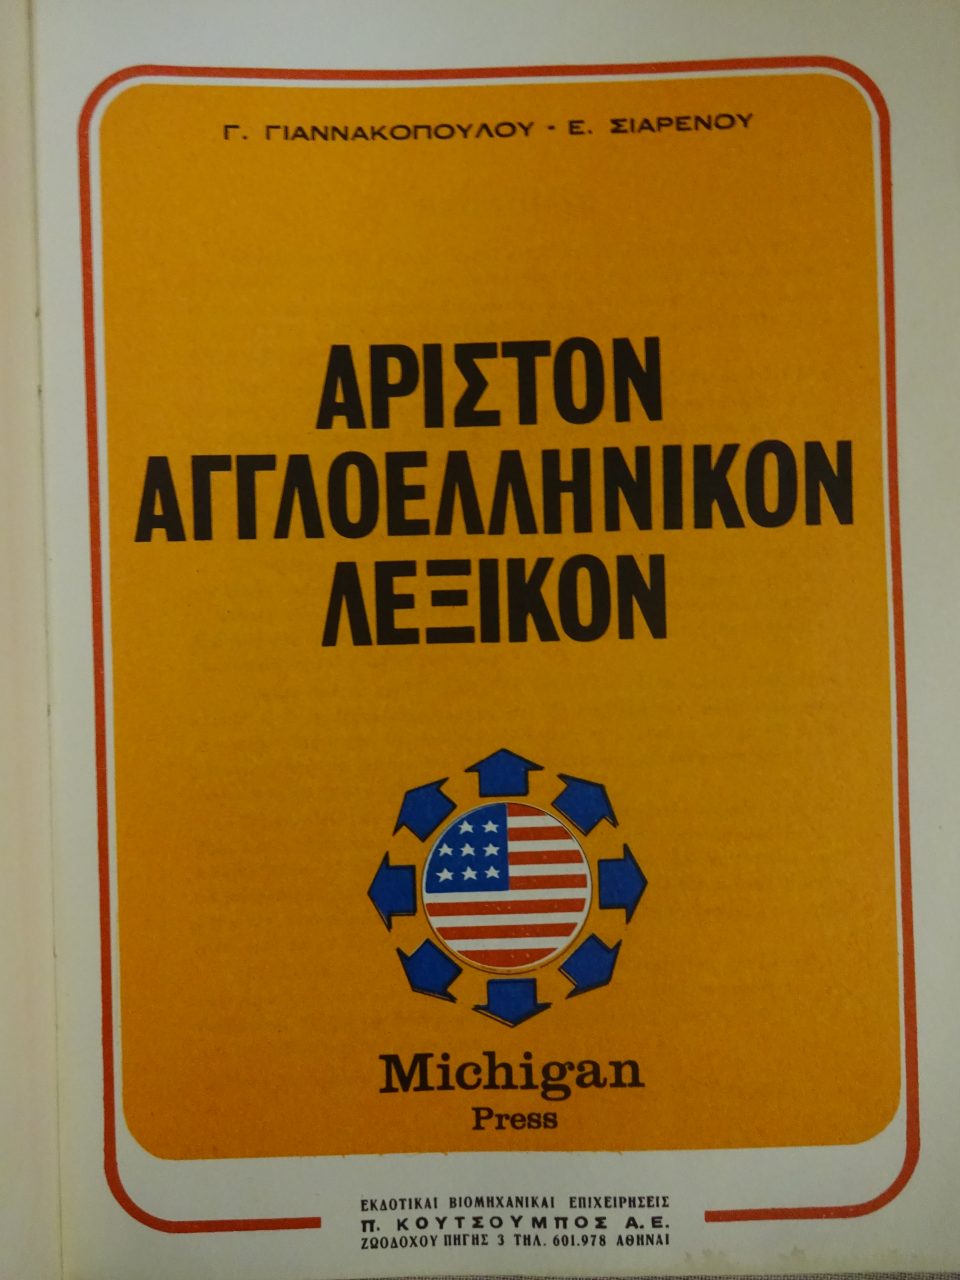 Γ. ΓΙΑΝΝΑΚΟΠΟΥΛΟΥ - Ε. ΣΙΑΡΕΝΟΥ
ΑΡΙΣΤΟΝ
ΑΓΓΛΟΕΛΛΗΝΙΚΟΝ
ΛΕΞΙΚΟΝ
Michigan
Press
ΕΚΔΟΤΙΚΑΙ ΒΙΟΜΗΧΑΝΙΚΑΙ ΕΠΙΧΕΙΡΗΣΕΙΣ
Π. ΚΟΥΤΣΟΥΜΠΟΣ Α.Ε.
ΖΩΟΔΟΧΟΥ ΠΗΓΗΣ 3 ΤΗΛ. 601.978 ΑΘΗΝΑΙ